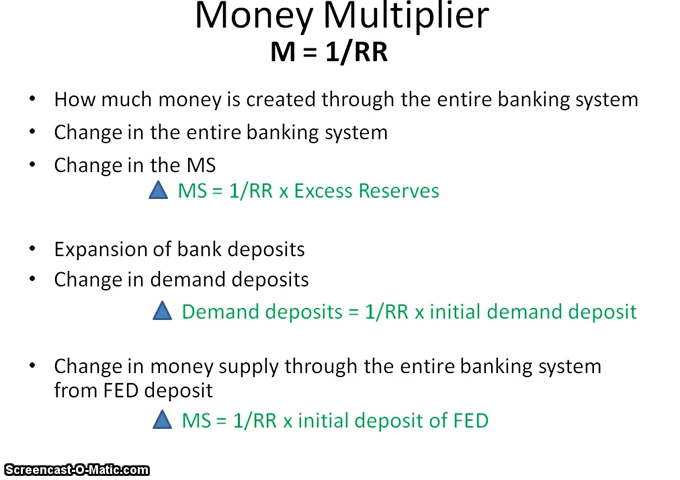 Money Multiplier
M = 1/RR
• How much money is created through the entire banking system
• Change in the entire banking system
• Change in the MS
MS = 1/RR x Excess Reserves
• Expansion of bank deposits
• Change in demand deposits
Demand deposits = 1/RR x initial demand deposit
• Change in money supply through the entire banking system
from FED deposit
MS = 1/RR x initial deposit of FED
Screencast-O-Matic.com